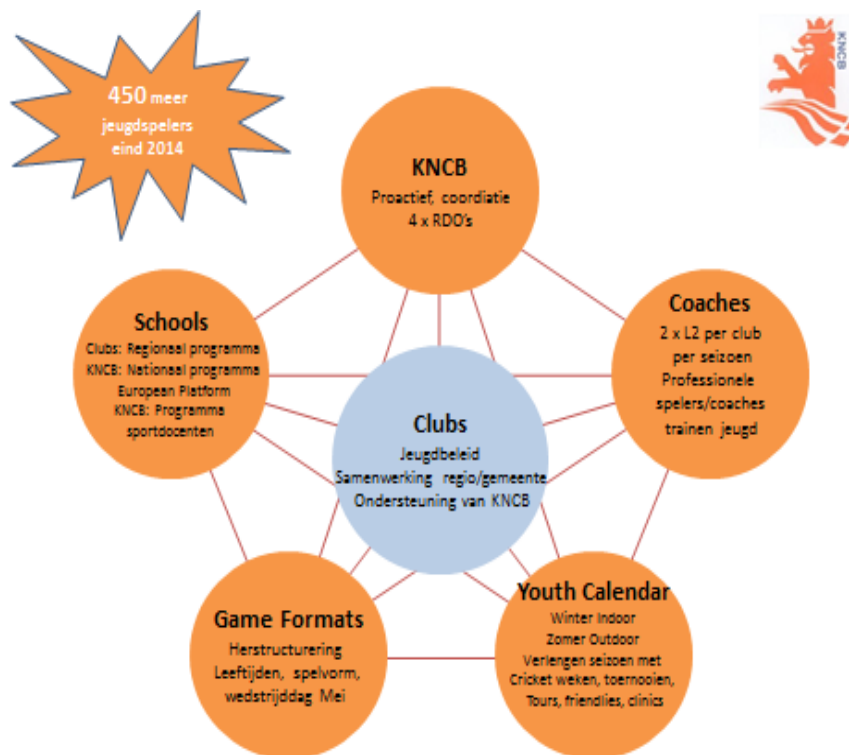 450 meer
jeugdspelers
eind 2014
KNCB
KNCB
Proactief, coordiatie
4 x RDO's
Schools
Clubs: Regionaal programma
KNCB: Nationaal programma
European Platform
KNCB: Programma
sportdocenten
Coaches
2 x L2 per club
per seizoen
Professionele
spelers/coaches
trainen jeugd
Clubs
Jeugdbeleid
Samenwerking regio/gemeente
Ondersteuning van KNCB
Game Formats
Herstructurering
Leeftijden, spelvorm,
wedstrijddag Mei
Youth Calendar
Winter Indoor
Zomer Outdoor
Verlengen seizoen met
Cricket weken, toernooien,
Tours, friendlies, clinics